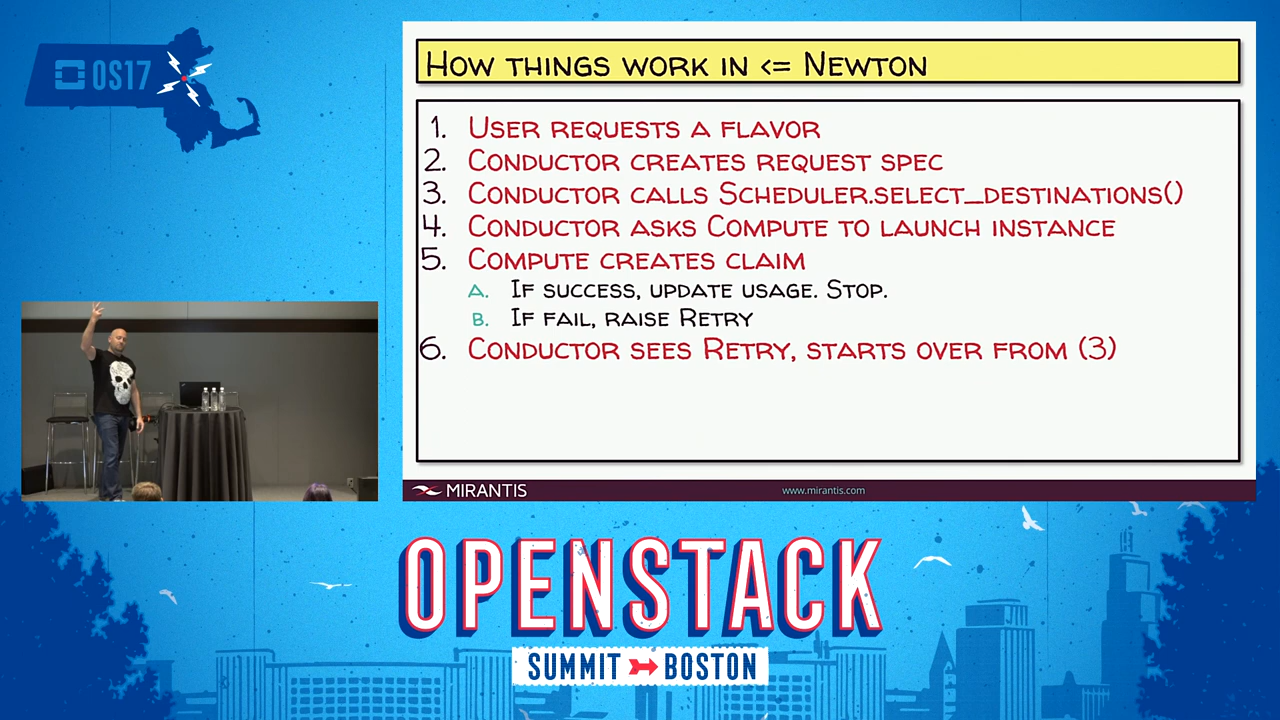 OS17
How things work in <= Newton
1. User requests a flavor
2. Conductor creates request spec
3. Conductor calls Scheduler.select_destinations()
4. Conductor asks Compute to launch instance
5. Compute creates claim
a. If success, update usage. Stop.
b. If fail, raise Retry
6. Conductor sees Retry, starts over from (3)
MIRANTIS
www.mirantis.com
OPENSTACK
SUMMIT BOSTON